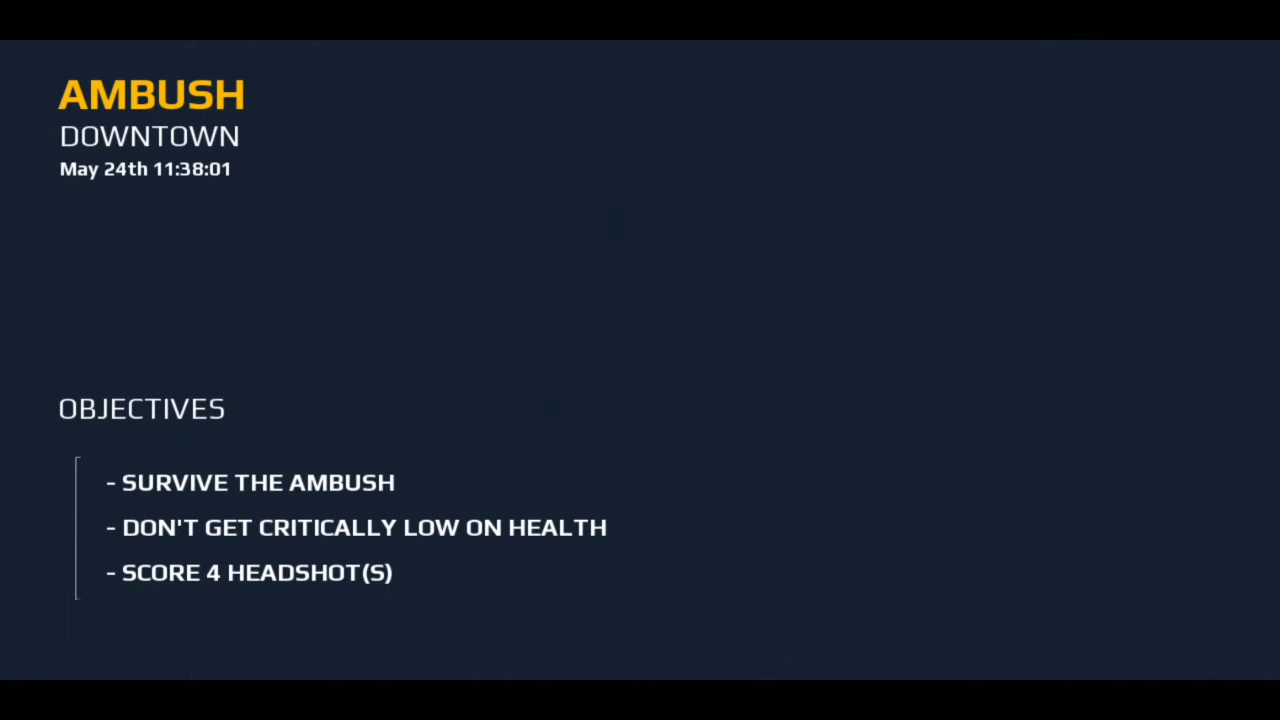 AMBUSH
DOWNTOWN
May 24th 11:38:01
OBJECTIVES
- SURVIVE THE AMBUSH
- DON'T GET CRITICALLY LOW ON HEALTH
- SCORE 4 HEADSHOT(S)